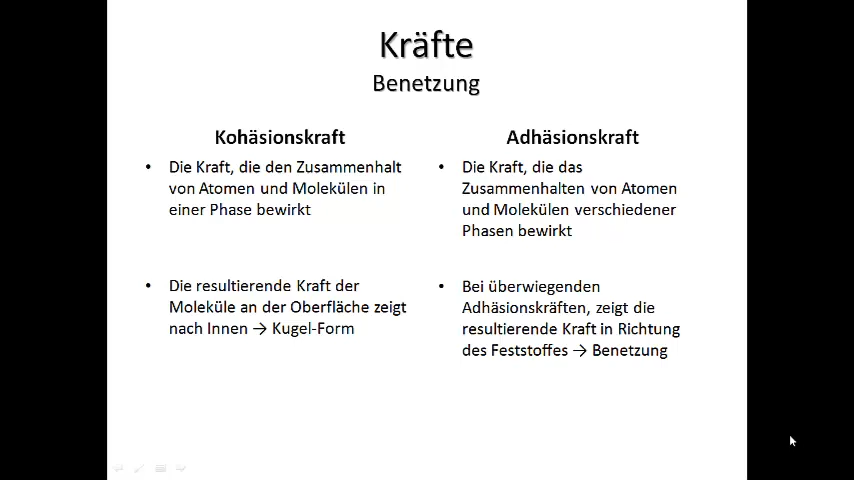 Kräfte
Benetzung
Kohäsionskraft
• Die Kraft, die den Zusammenhalt
von Atomen und Molekülen in
einer Phase bewirkt
• Die resultierende Kraft der
Moleküle an der Oberfläche zeigt
nach Innen → Kugel-Form
Adhäsionskraft
• Die Kraft, die das
Zusammenhalten von Atomen
und Molekülen verschiedener
Phasen bewirkt
• Bei überwiegenden
Adhäsionskräften, zeigt die
resultierende Kraft in Richtung
des Feststoffes → Benetzung